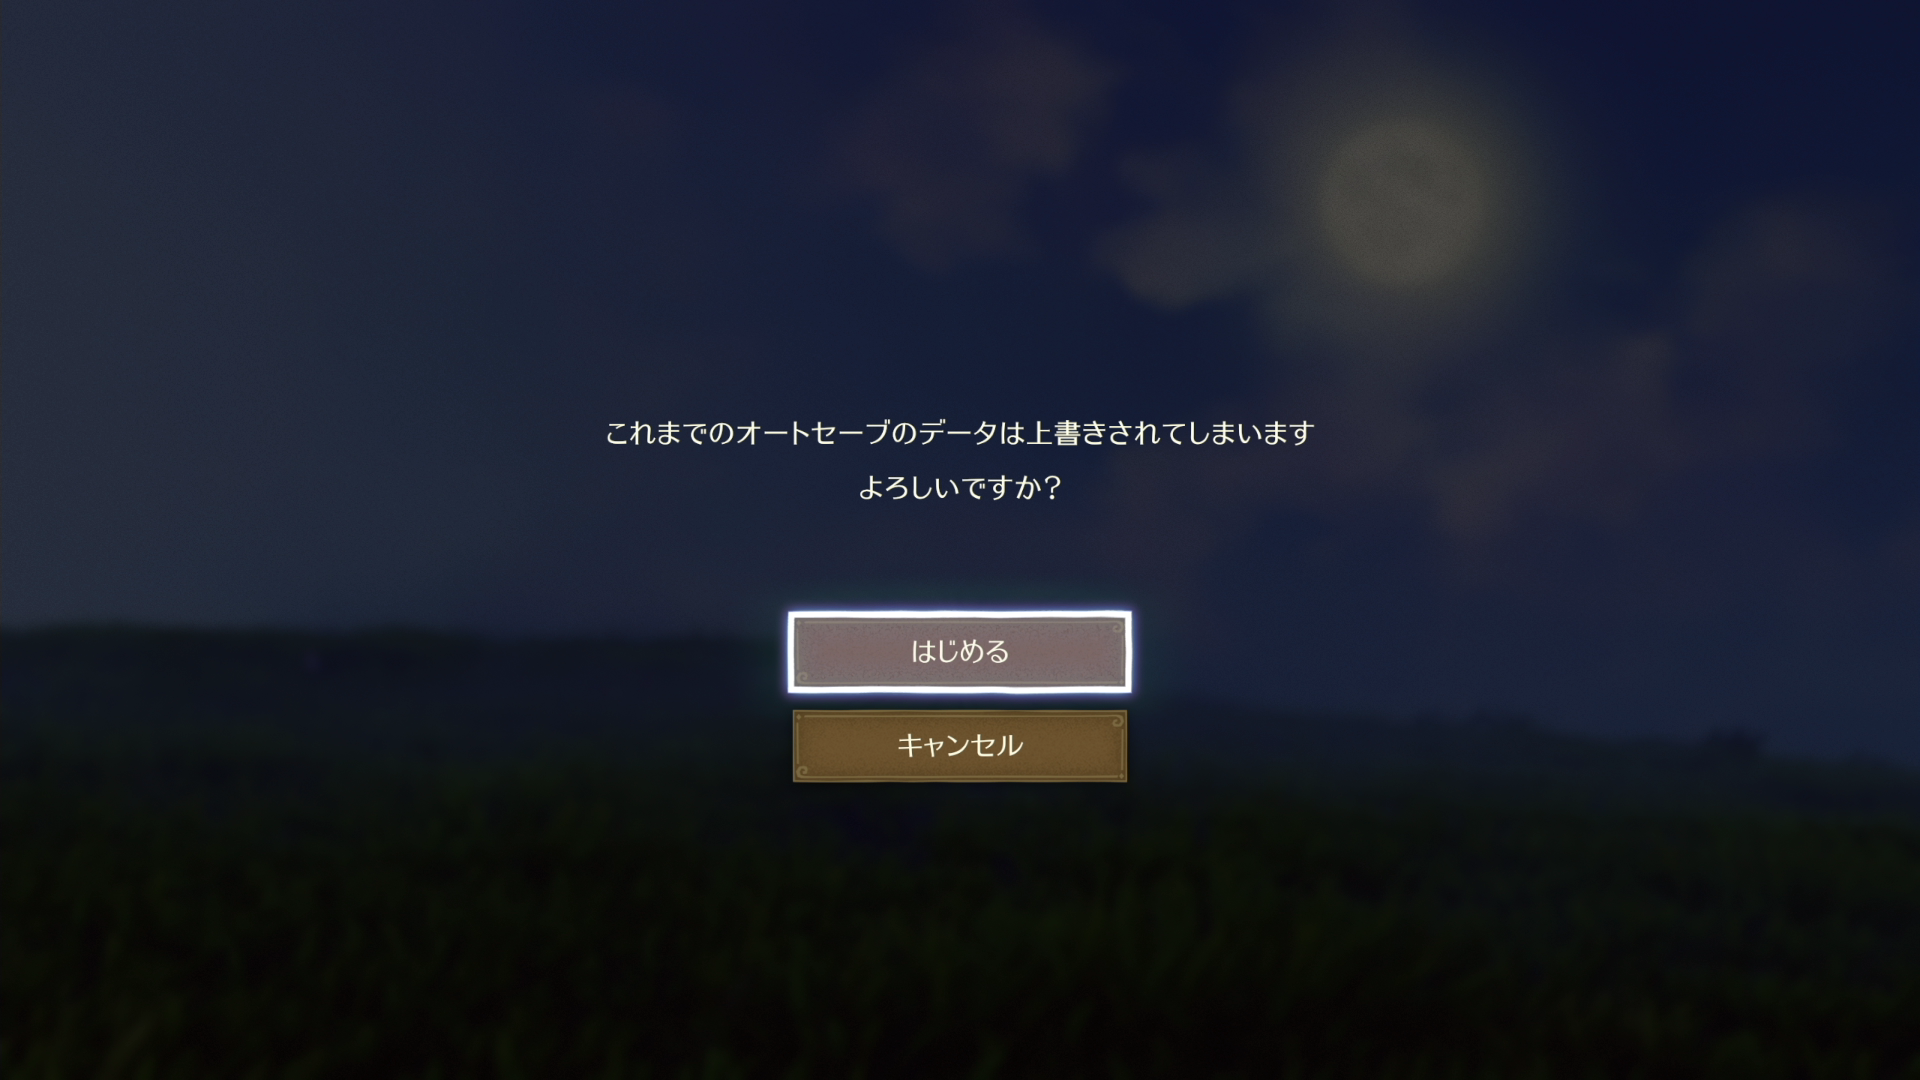 これまでのオートセーブのデータは上書きされてしまいます
よろしいですか？
はじめる
キャンセル